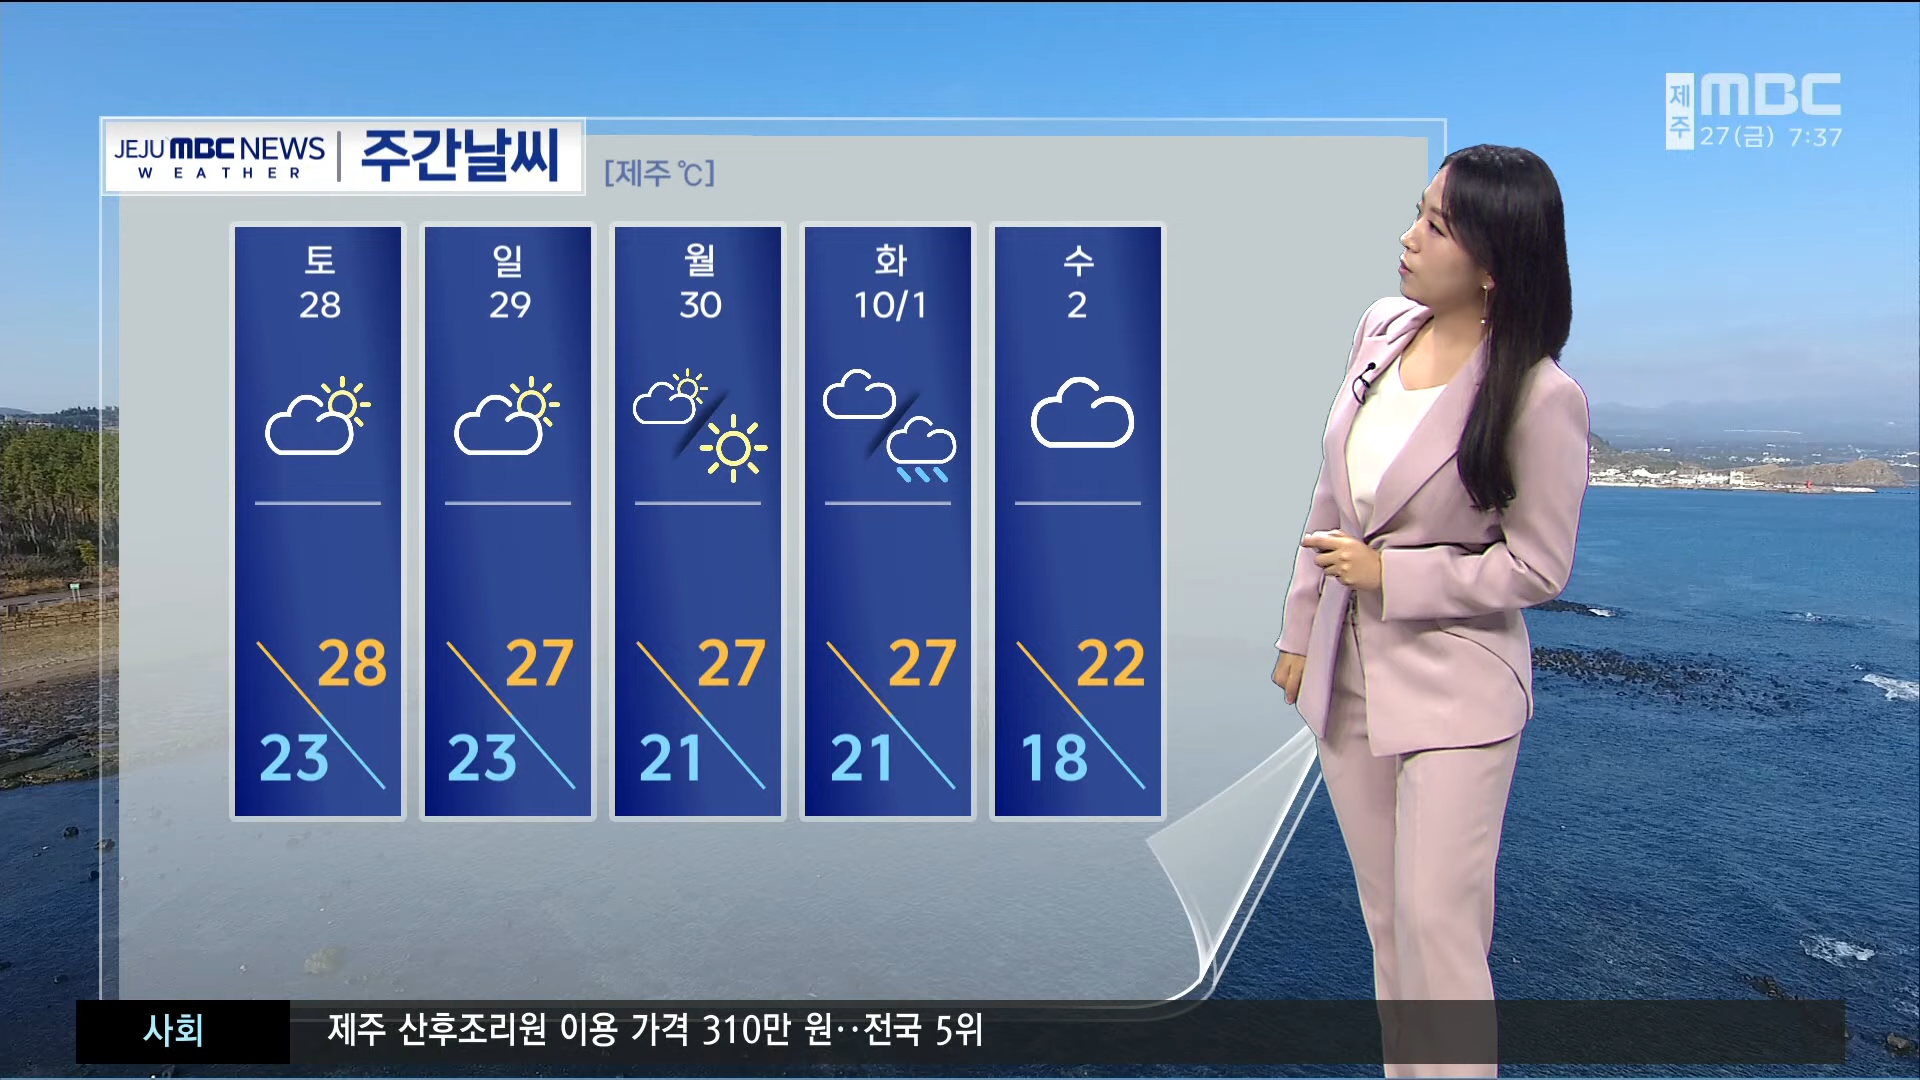 JEJU MBC NEWS
WEATHER
주간날씨
[제주 ℃]
제주 MBC
27(금) 7:37
토
28
28
23
일
29
27
23
월
30
27
21
화
10/1
27
21
수
2
22
18
사회
제주 산후조리원 이용 가격 310만 원‥전국 5위